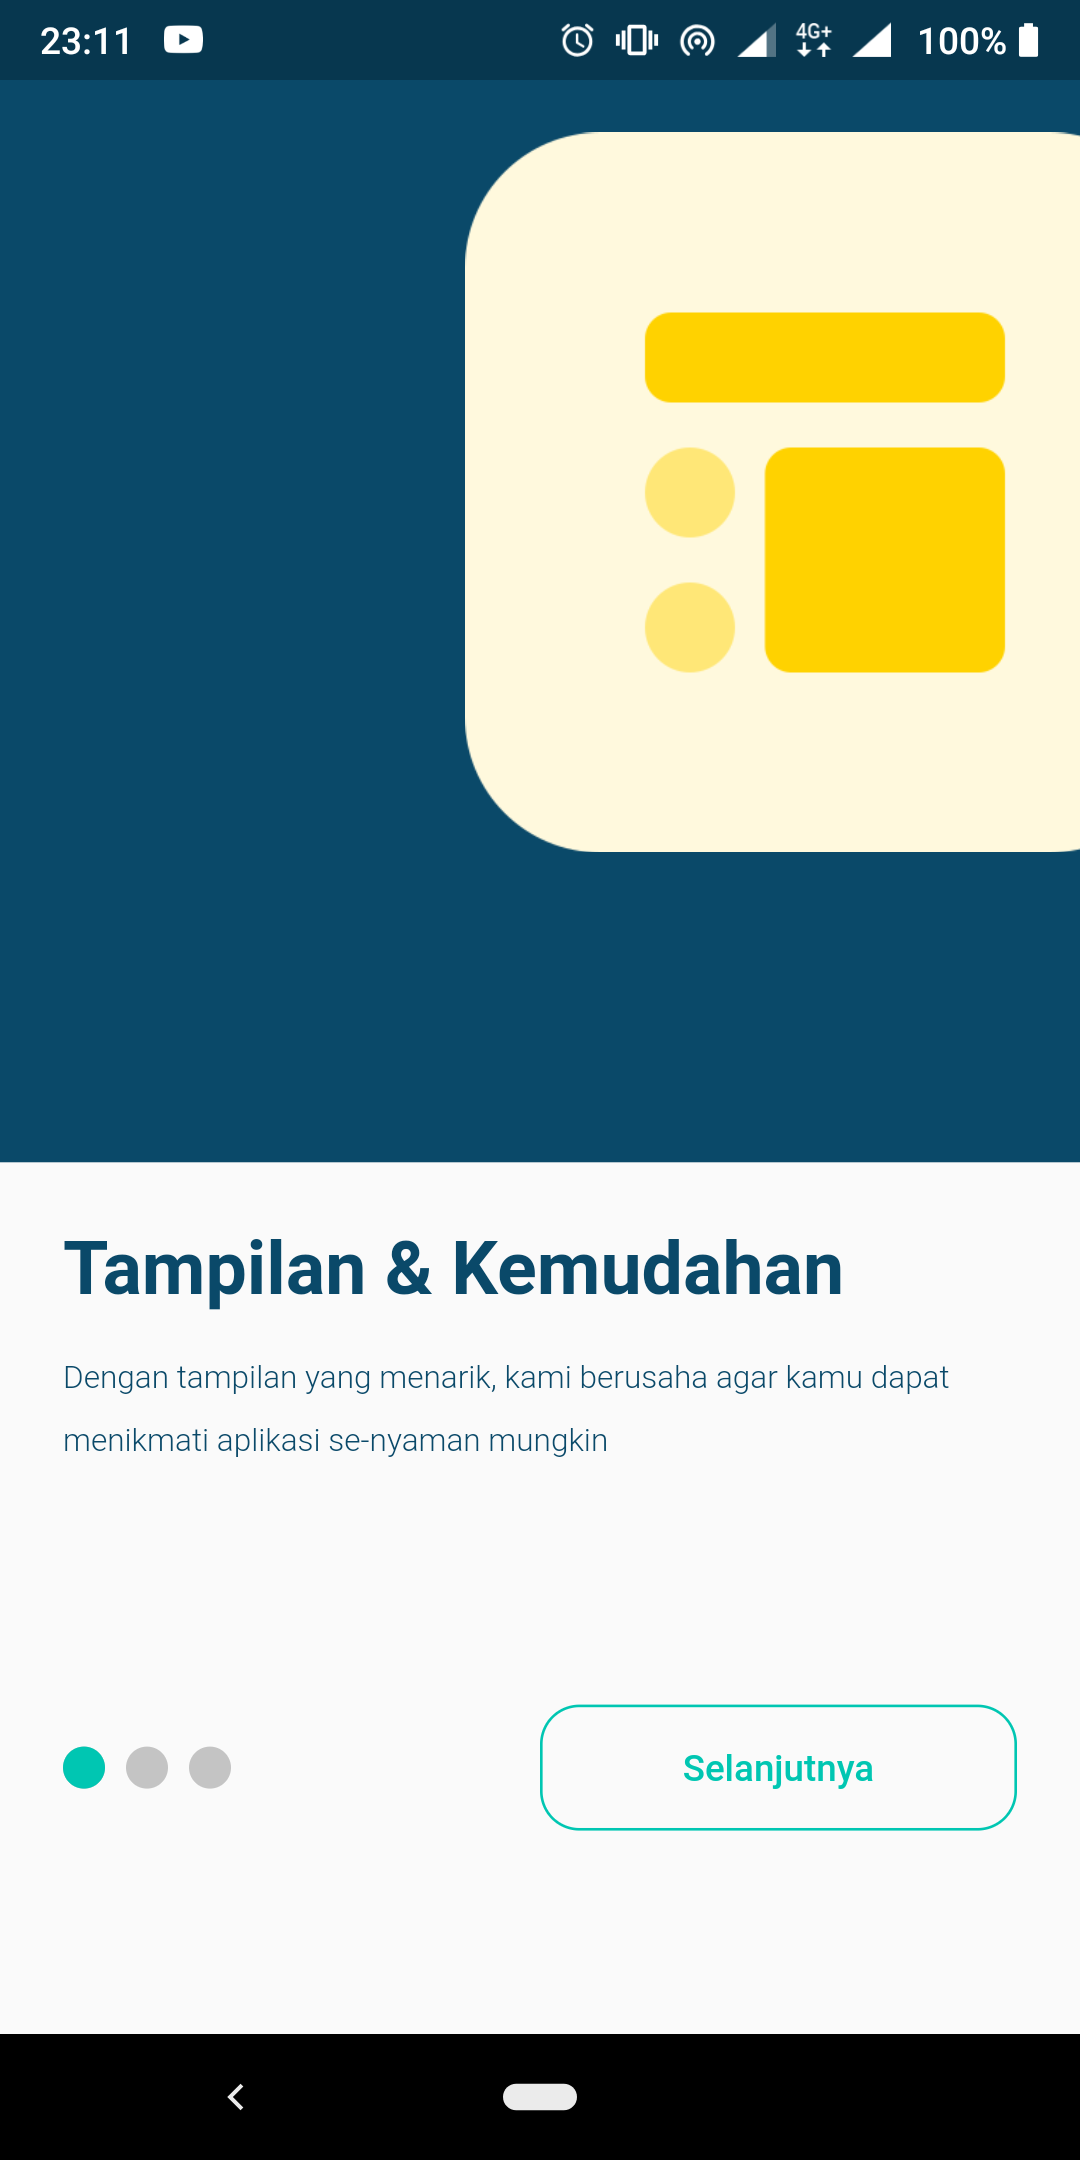 23:11
4G+
100%
Tampilan & Kemudahan
Dengan tampilan yang menarik, kami berusaha agar kamu dapat
menikmati aplikasi se-nyaman mungkin
Selanjutnya